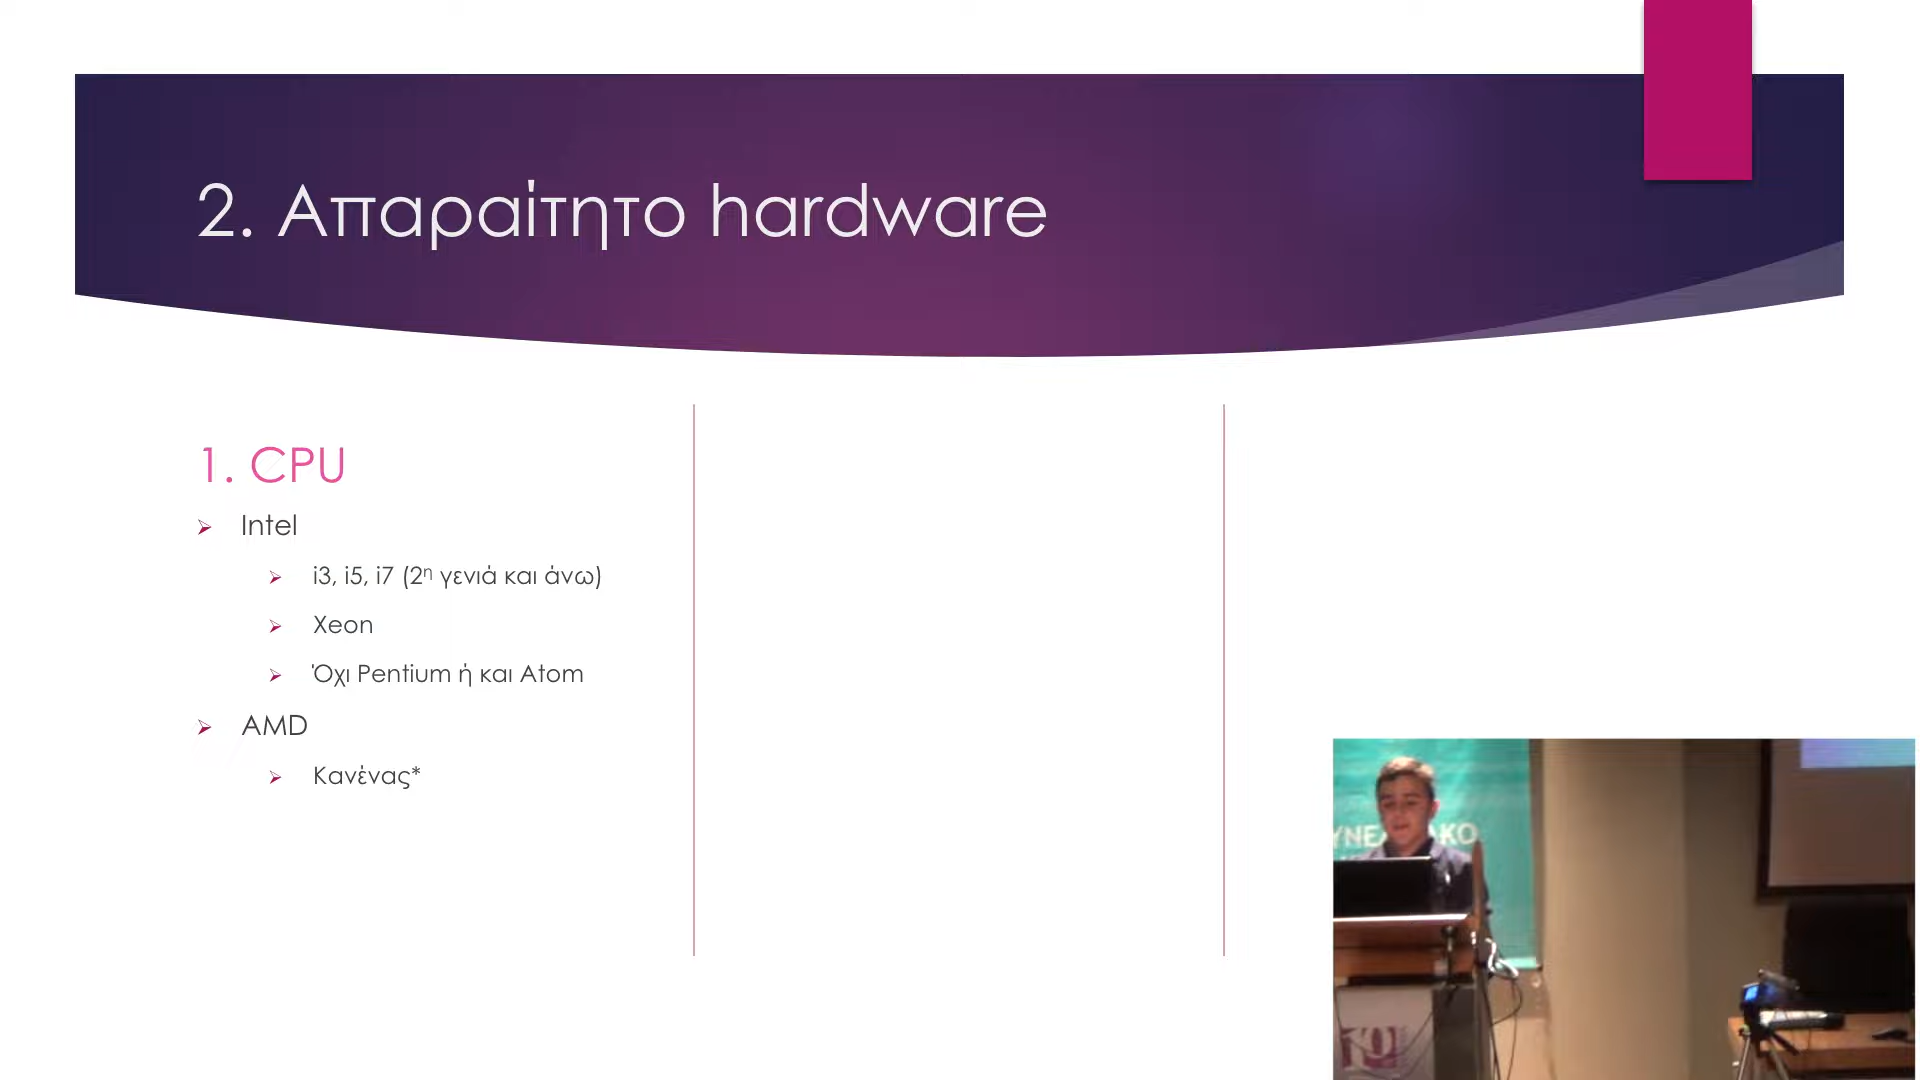 2. Απαραίτητο hardware
1. CPU
Intel
i3, i5, i7 (2η γενιά και άνω)
Xeon
Όχι Pentium ή και Atom
AMD
Κανένας*